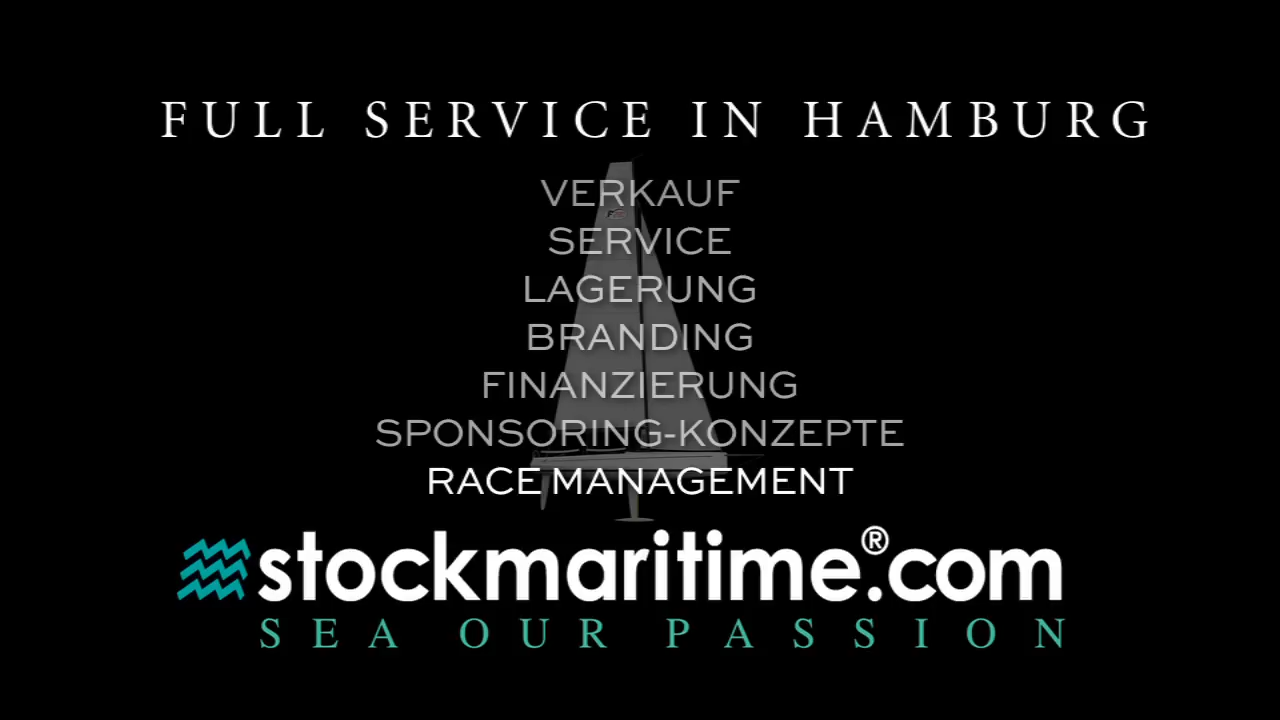 FULL SERVICE IN HAMBURG
VERKAUF
SERVICE
LAGERUNG
BRANDING
FINANZIERUNG
SPONSORING-KONZEPTE
RACE MANAGEMENT
stockmaritime.®com
SEA OUR PASSION